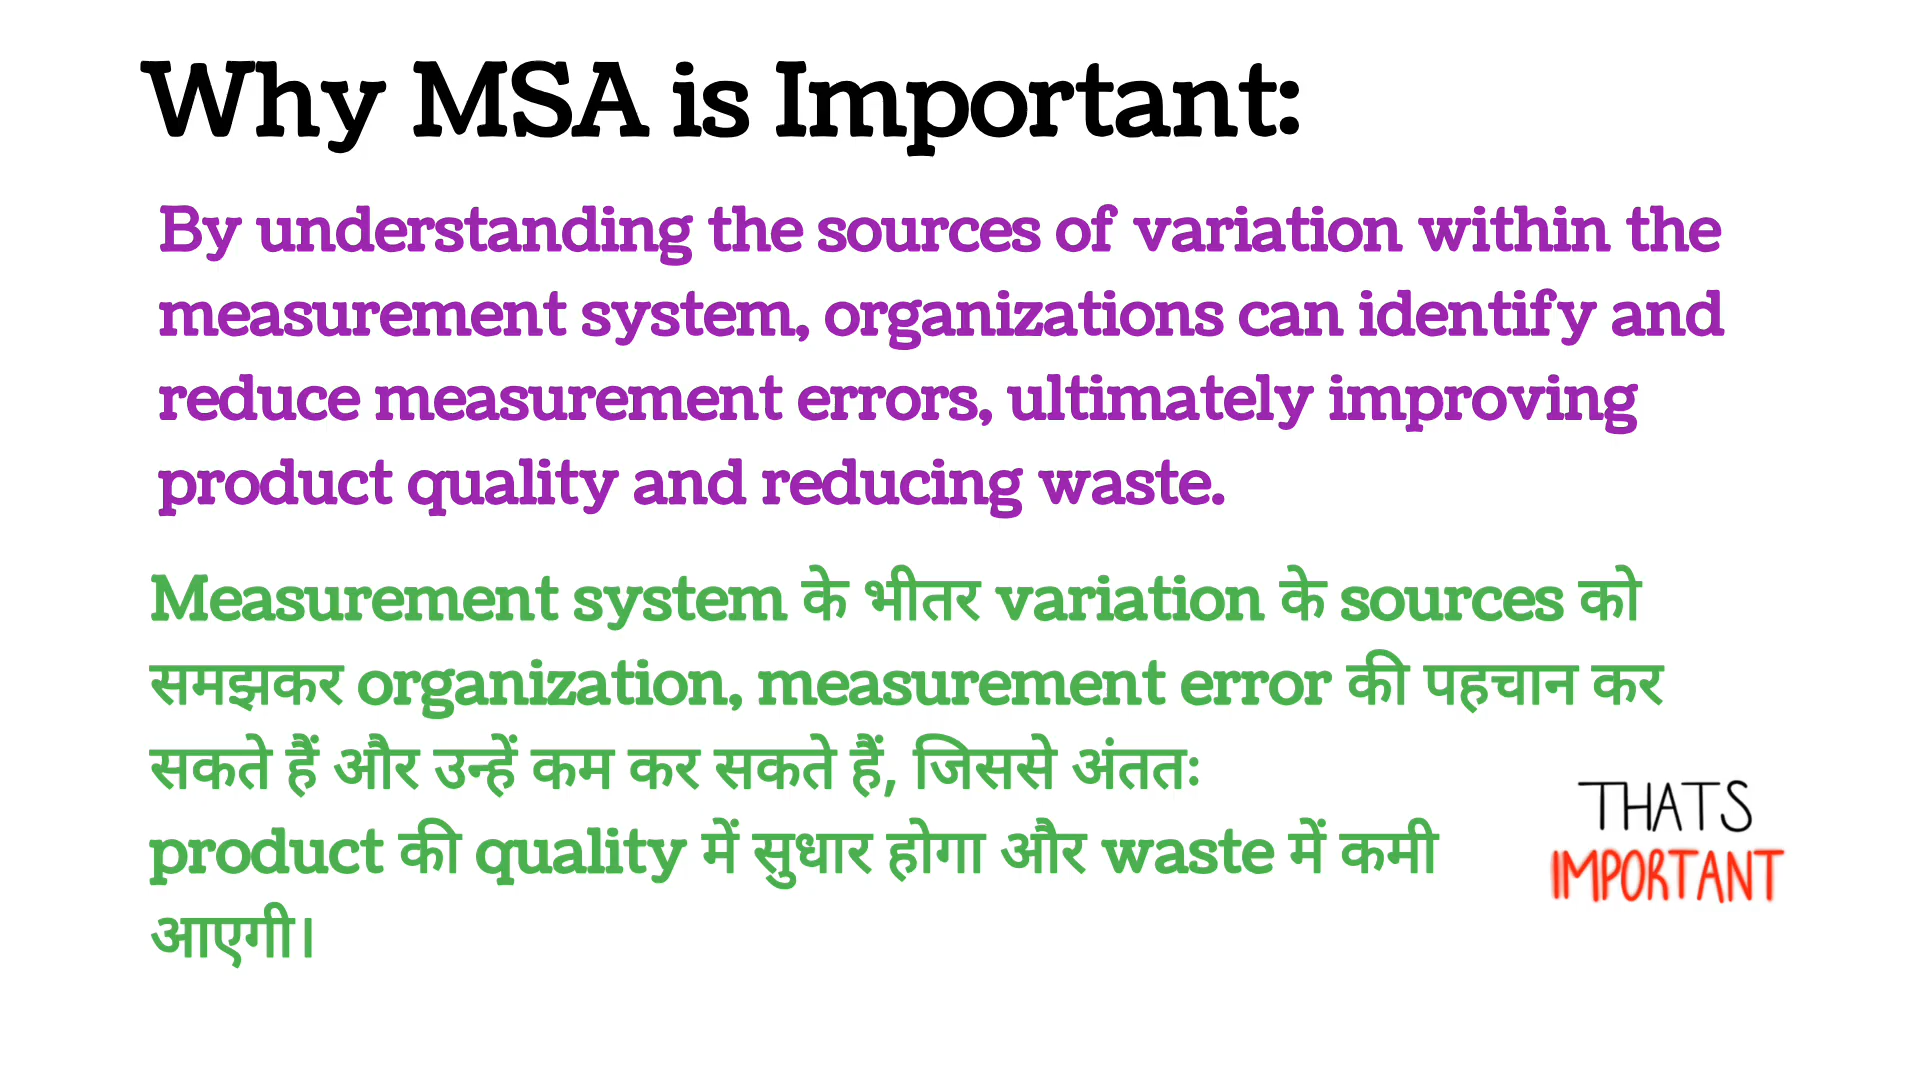 Why MSA is Important:
By understanding the sources of variation within the
measurement system, organizations can identify and
reduce measurement errors, ultimately improving
product quality and reducing waste.
Measurement system के भीतर variation के sources को
समझकर organization, measurement error की पहचान कर
सकते हैं और उन्हें कम कर सकते हैं, जिससे अंततः
product की quality में सुधार होगा और waste में कमी
आएगी।
THATS
IMPORTANT